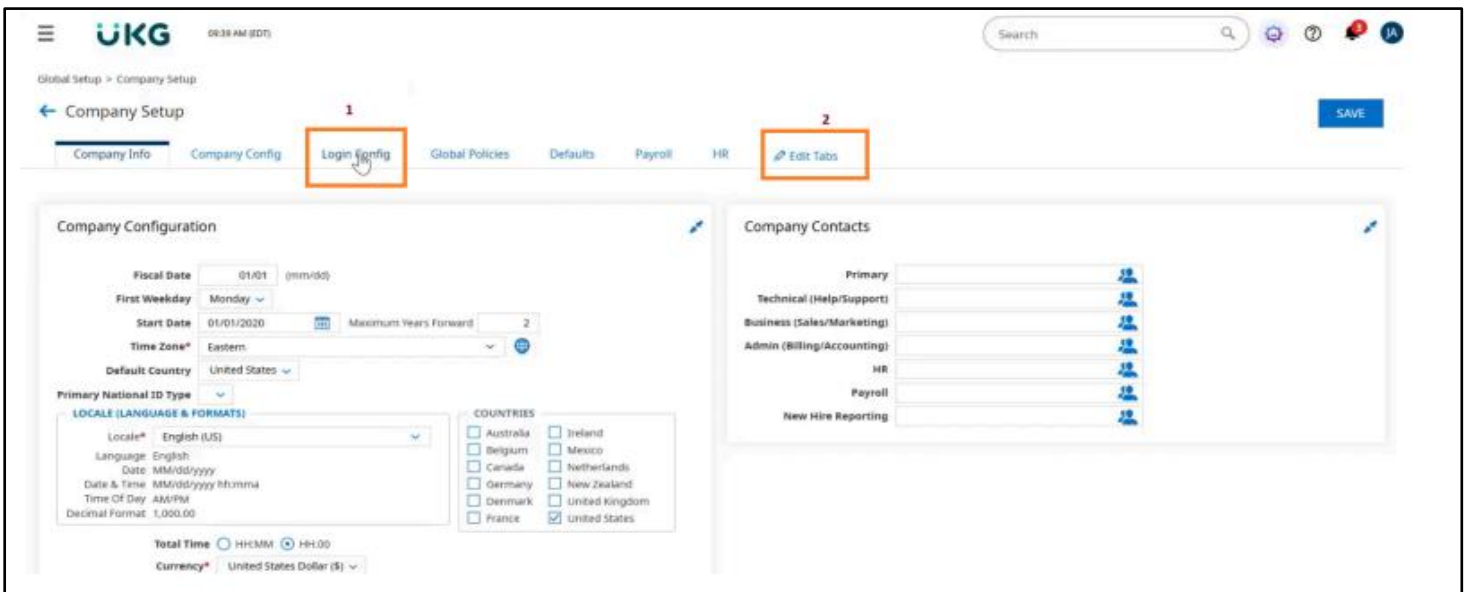 UKG
09:39 AM (EDT)
Search
3
JA
Global Setup > Company Setup
Company Setup
SAVE
1
2
Company Info
Company Config
Login Config
Global Policies
Defaults
Payroll
HR
Edit Tabs
Company Configuration
Fiscal Date 01/01 (mm/dd)
First Weekday Monday
Start Date 01/01/2020 Maximum Years Forward 2
Time Zone* Eastern
Default Country United States
Primary National ID Type
LOCALE (LANGUAGE & FORMATS)
Locale* English (US)
Language English
Date MM/dd/yyyy
Date & Time MM/dd/yyyy hh:mma
Time Of Day AM/PM
Decimal Format 1,000.00
COUNTRIES
Australia Ireland
Belgium Mexico
Canada Netherlands
Germany New Zealand
Denmark United Kingdom
France United States
Total Time HH:MM HH.00
Currency* United States Dollar ($)
Company Contacts
Primary
Technical (Help/Support)
Business (Sales/Marketing)
Admin (Billing/Accounting)
HR
Payroll
New Hire Reporting